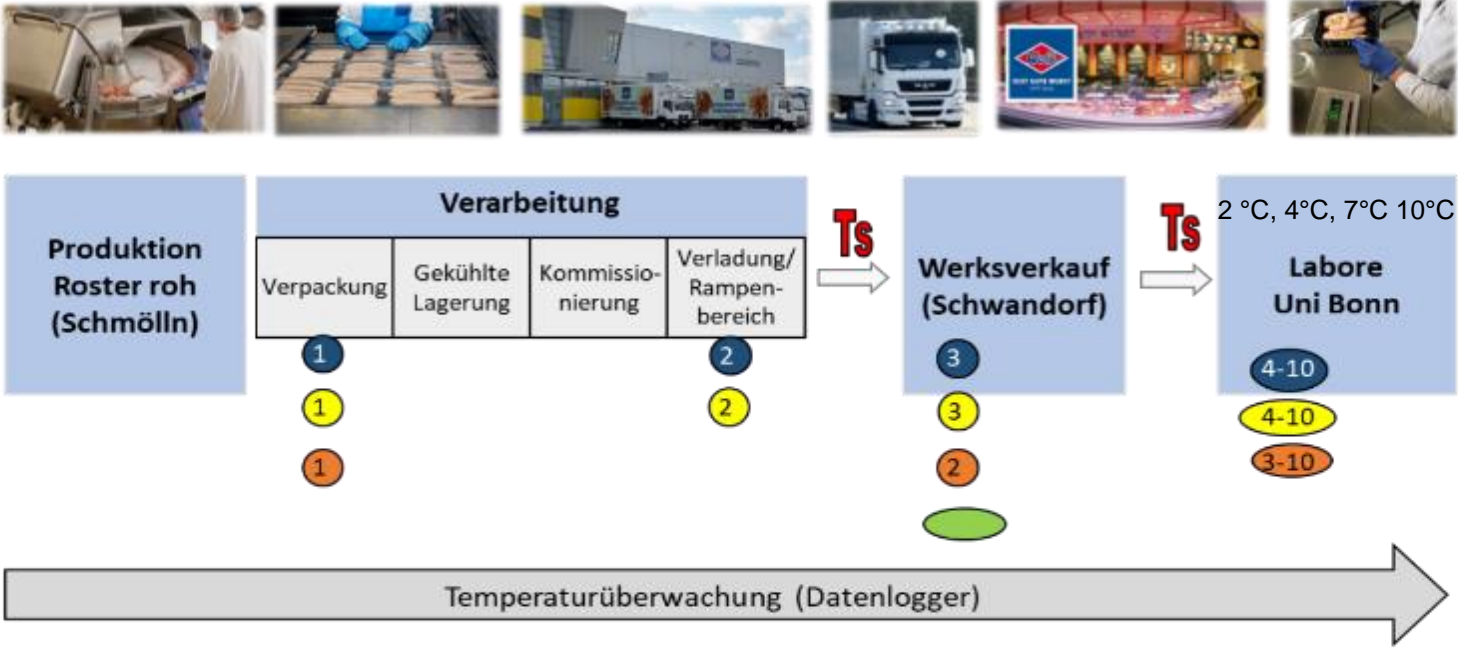 Verarbeitung
Produktion
Roster roh
(Schmölln)
Verpackung
Gekühlte
Lagerung
Kommissio-
nierung
Verladung/
Rampen-
bereich
Ts
Werksverkauf
(Schwandorf)
Ts
2 °C, 4°C, 7°C 10°C
Labore
Uni Bonn
1
2
3
4-10
1
2
3
4-10
1
2
3-10
Temperaturüberwachung (Datenlogger)